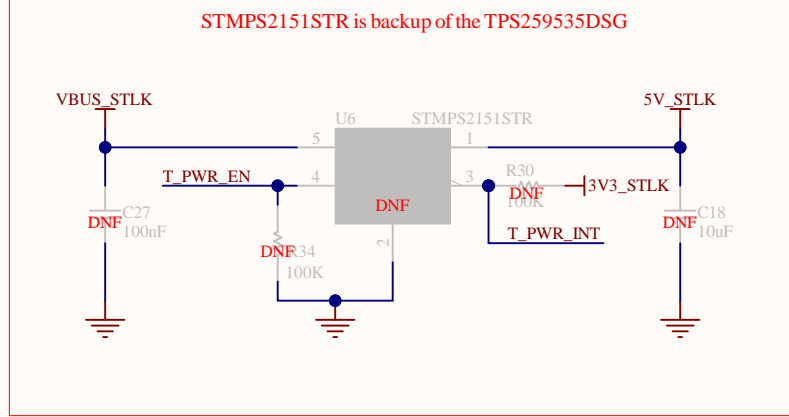 STMPS2151STR is backup of the TPS259535DSG
VBUS_STLK
5V_STLK
U6
STMPS2151STR
5
1
T_PWR_EN
4
3
R30
100K
DNF
3V3_STLK
DNF
C27
100nF
DNF
R34
100K
DNF
2
T_PWR_INT
C18
10uF
DNF